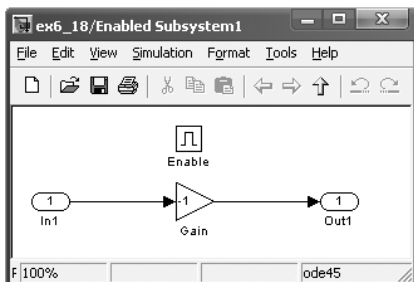 ex6_18/Enabled Subsystem1
File Edit View Simulation Format Tools Help
Enable
1
In1
-1
Gain
1
Out1
F 100% ode45